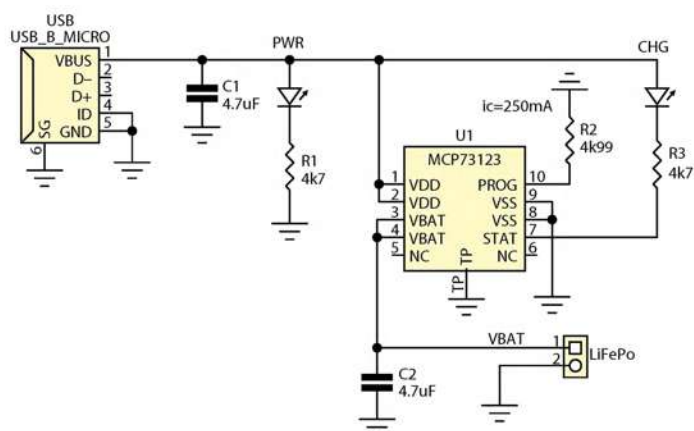 USB
USB_B_MICRO
VBUS 1
D– 2
D+ 3
ID 4
GND 5
SG
6
PWR
C1
4.7uF
R1
4k7
CHG
ic=250mA
R2
4k99
R3
4k7
U1
MCP73123
1 VDD PROG 10
2 VDD VSS 9
3 VBAT VSS 8
4 VBAT STAT 7
5 NC NC 6
TP
TP
VBAT
1
2
LiFePo
C2
4.7uF